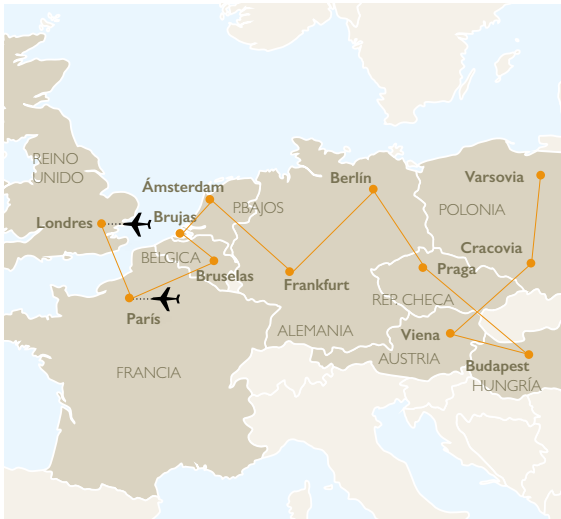 REINO
UNIDO
Ámsterdam
Berlín
Varsovia
P.BAJOS
POLONIA
Londres
Brujas
Cracovia
BELGICA
Bruselas
Frankfurt
Praga
REP. CHECA
París
ALEMANIA
Viena
AUSTRIA
Budapest
FRANCIA
HUNGRÍA